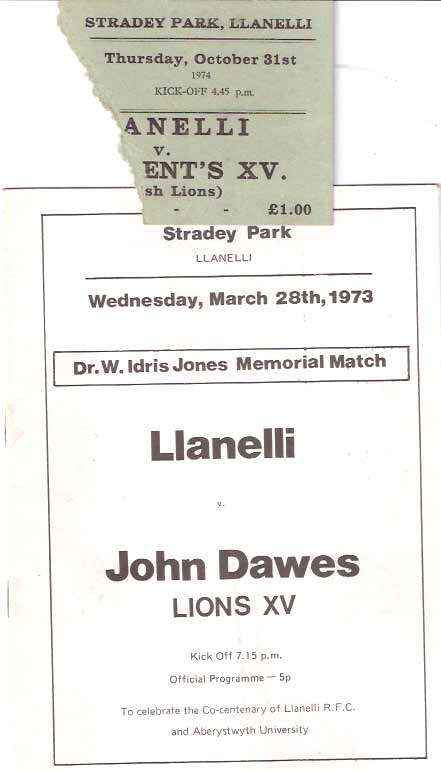 STRADEY PARK, LLANELLI
Thursday, October 31st
1974
KICK-OFF 4.45 p.m.
ANELLI
v.
ENT'S XV.
sh Lions)
- - £1.00
Stradey Park
LLANELLI
Wednesday, March 28th, 1973
Dr. W. Idris Jones Memorial Match
Llanelli
v.
John Dawes
LIONS XV
Kick Off 7.15 p.m.
Official Programme — 5p
To celebrate the Co-centenary of Llanelli R.F.C.
and Aberystwyth University